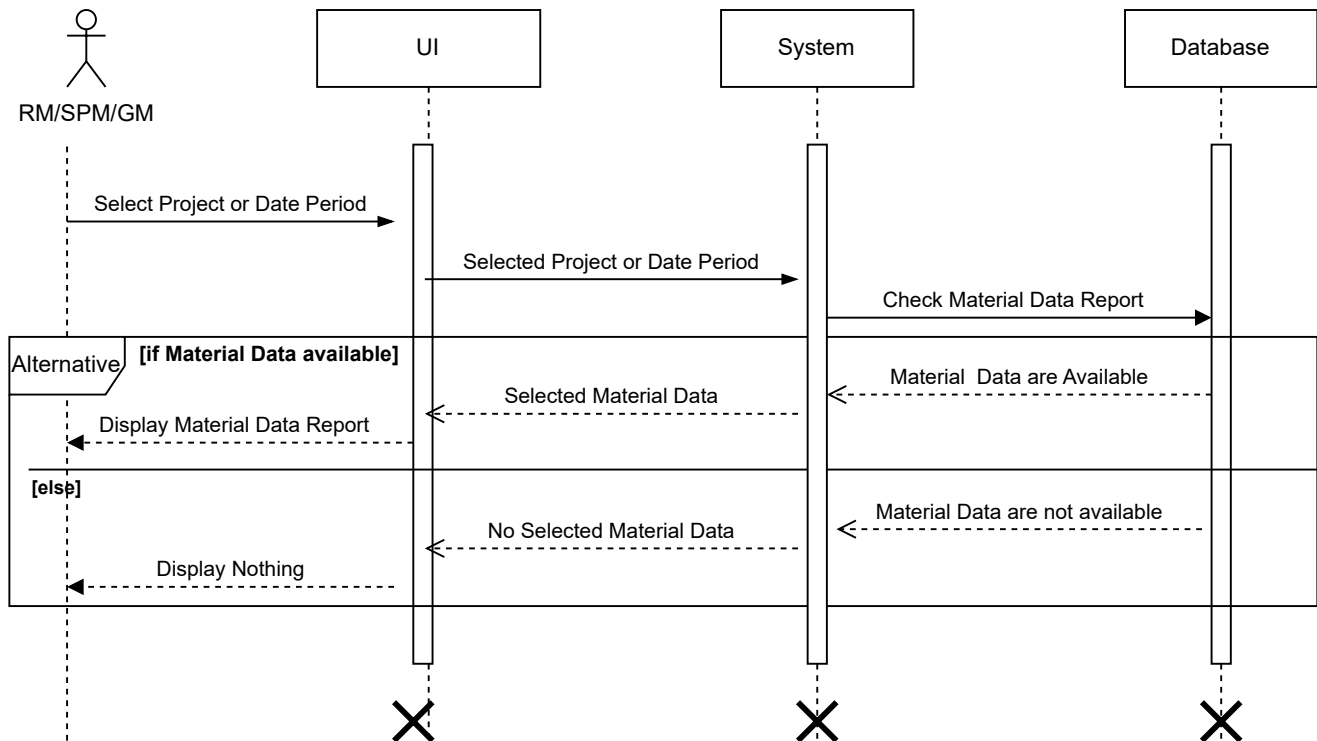 UI
System
Database
RM/SPM/GM
Select Project or Date Period
Selected Project or Date Period
Check Material Data Report
Alternative
[if Material Data available]
Material  Data are Available
Selected Material Data
Display Material Data Report
[else]
Material Data are not available
No Selected Material Data
Display Nothing